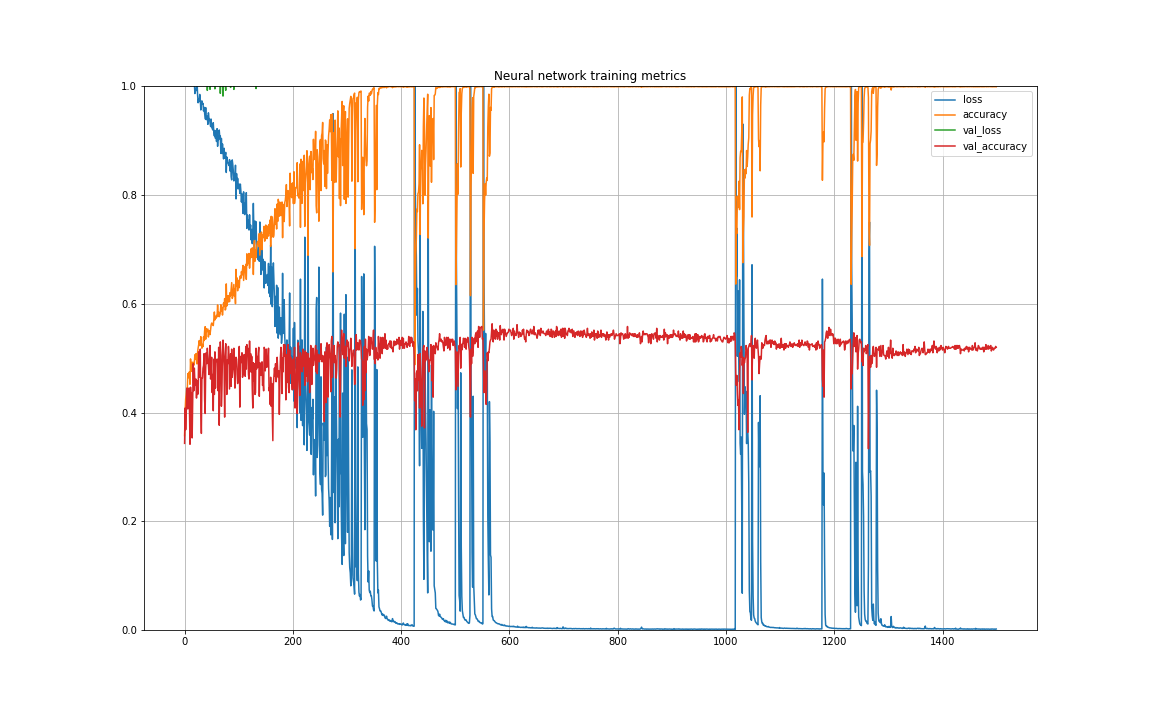 Neural network training metrics
1.0
0.8
0.6
0.4
0.2
0.0
loss
accuracy
val_loss
val_accuracy
0 200 400 600 800 1000 1200 1400